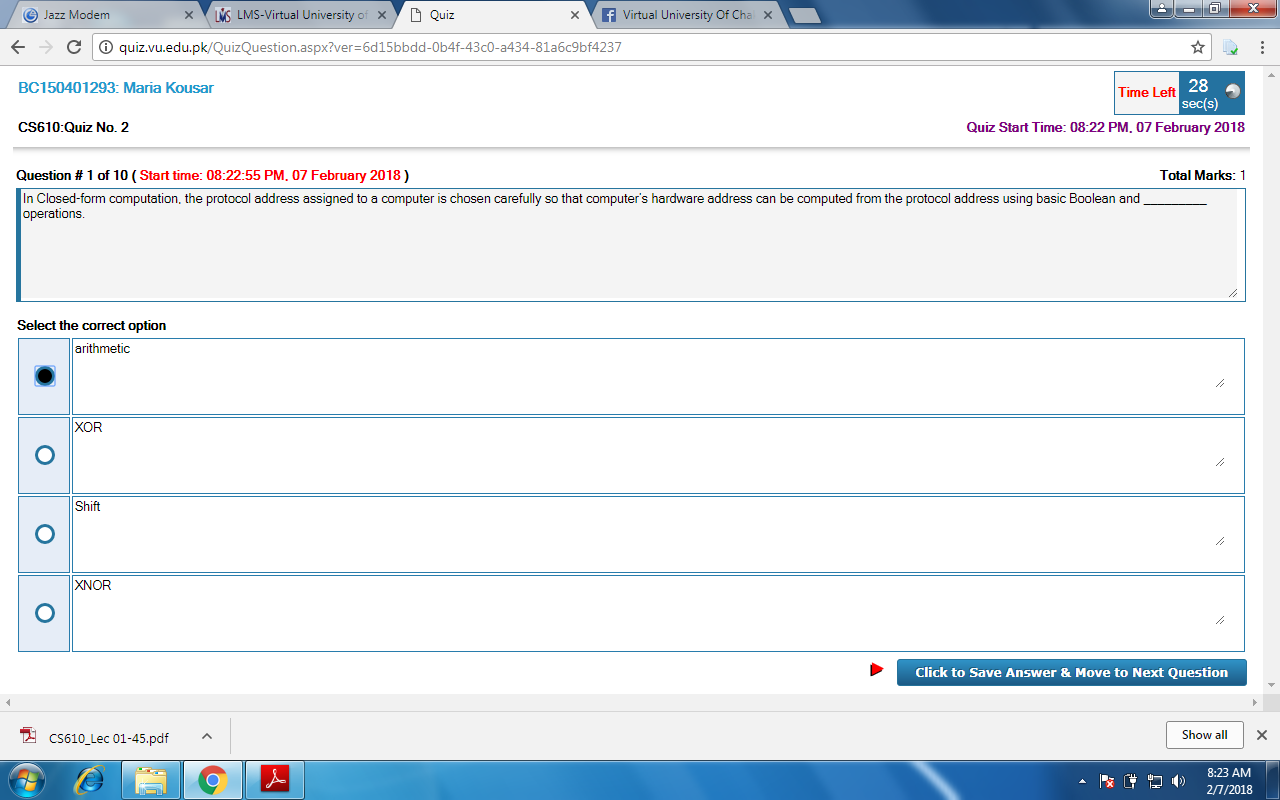 Jazz Modem
LMS-Virtual University of
Quiz
Virtual University Of Cha
quiz.vu.edu.pk/QuizQuestion.aspx?ver=6d15bbdd-0b4f-43c0-a434-81a6c9bf4237
BC150401293: Maria Kousar
Time Left 28 sec(s)
CS610:Quiz No. 2
Quiz Start Time: 08:22 PM, 07 February 2018
Question # 1 of 10 ( Start time: 08:22:55 PM, 07 February 2018 )
Total Marks: 1
In Closed-form computation, the protocol address assigned to a computer is chosen carefully so that computer's hardware address can be computed from the protocol address using basic Boolean and _________
operations.
Select the correct option
arithmetic
XOR
Shift
XNOR
Click to Save Answer & Move to Next Question
CS610_Lec 01-45.pdf
Show all
8:23 AM
2/7/2018